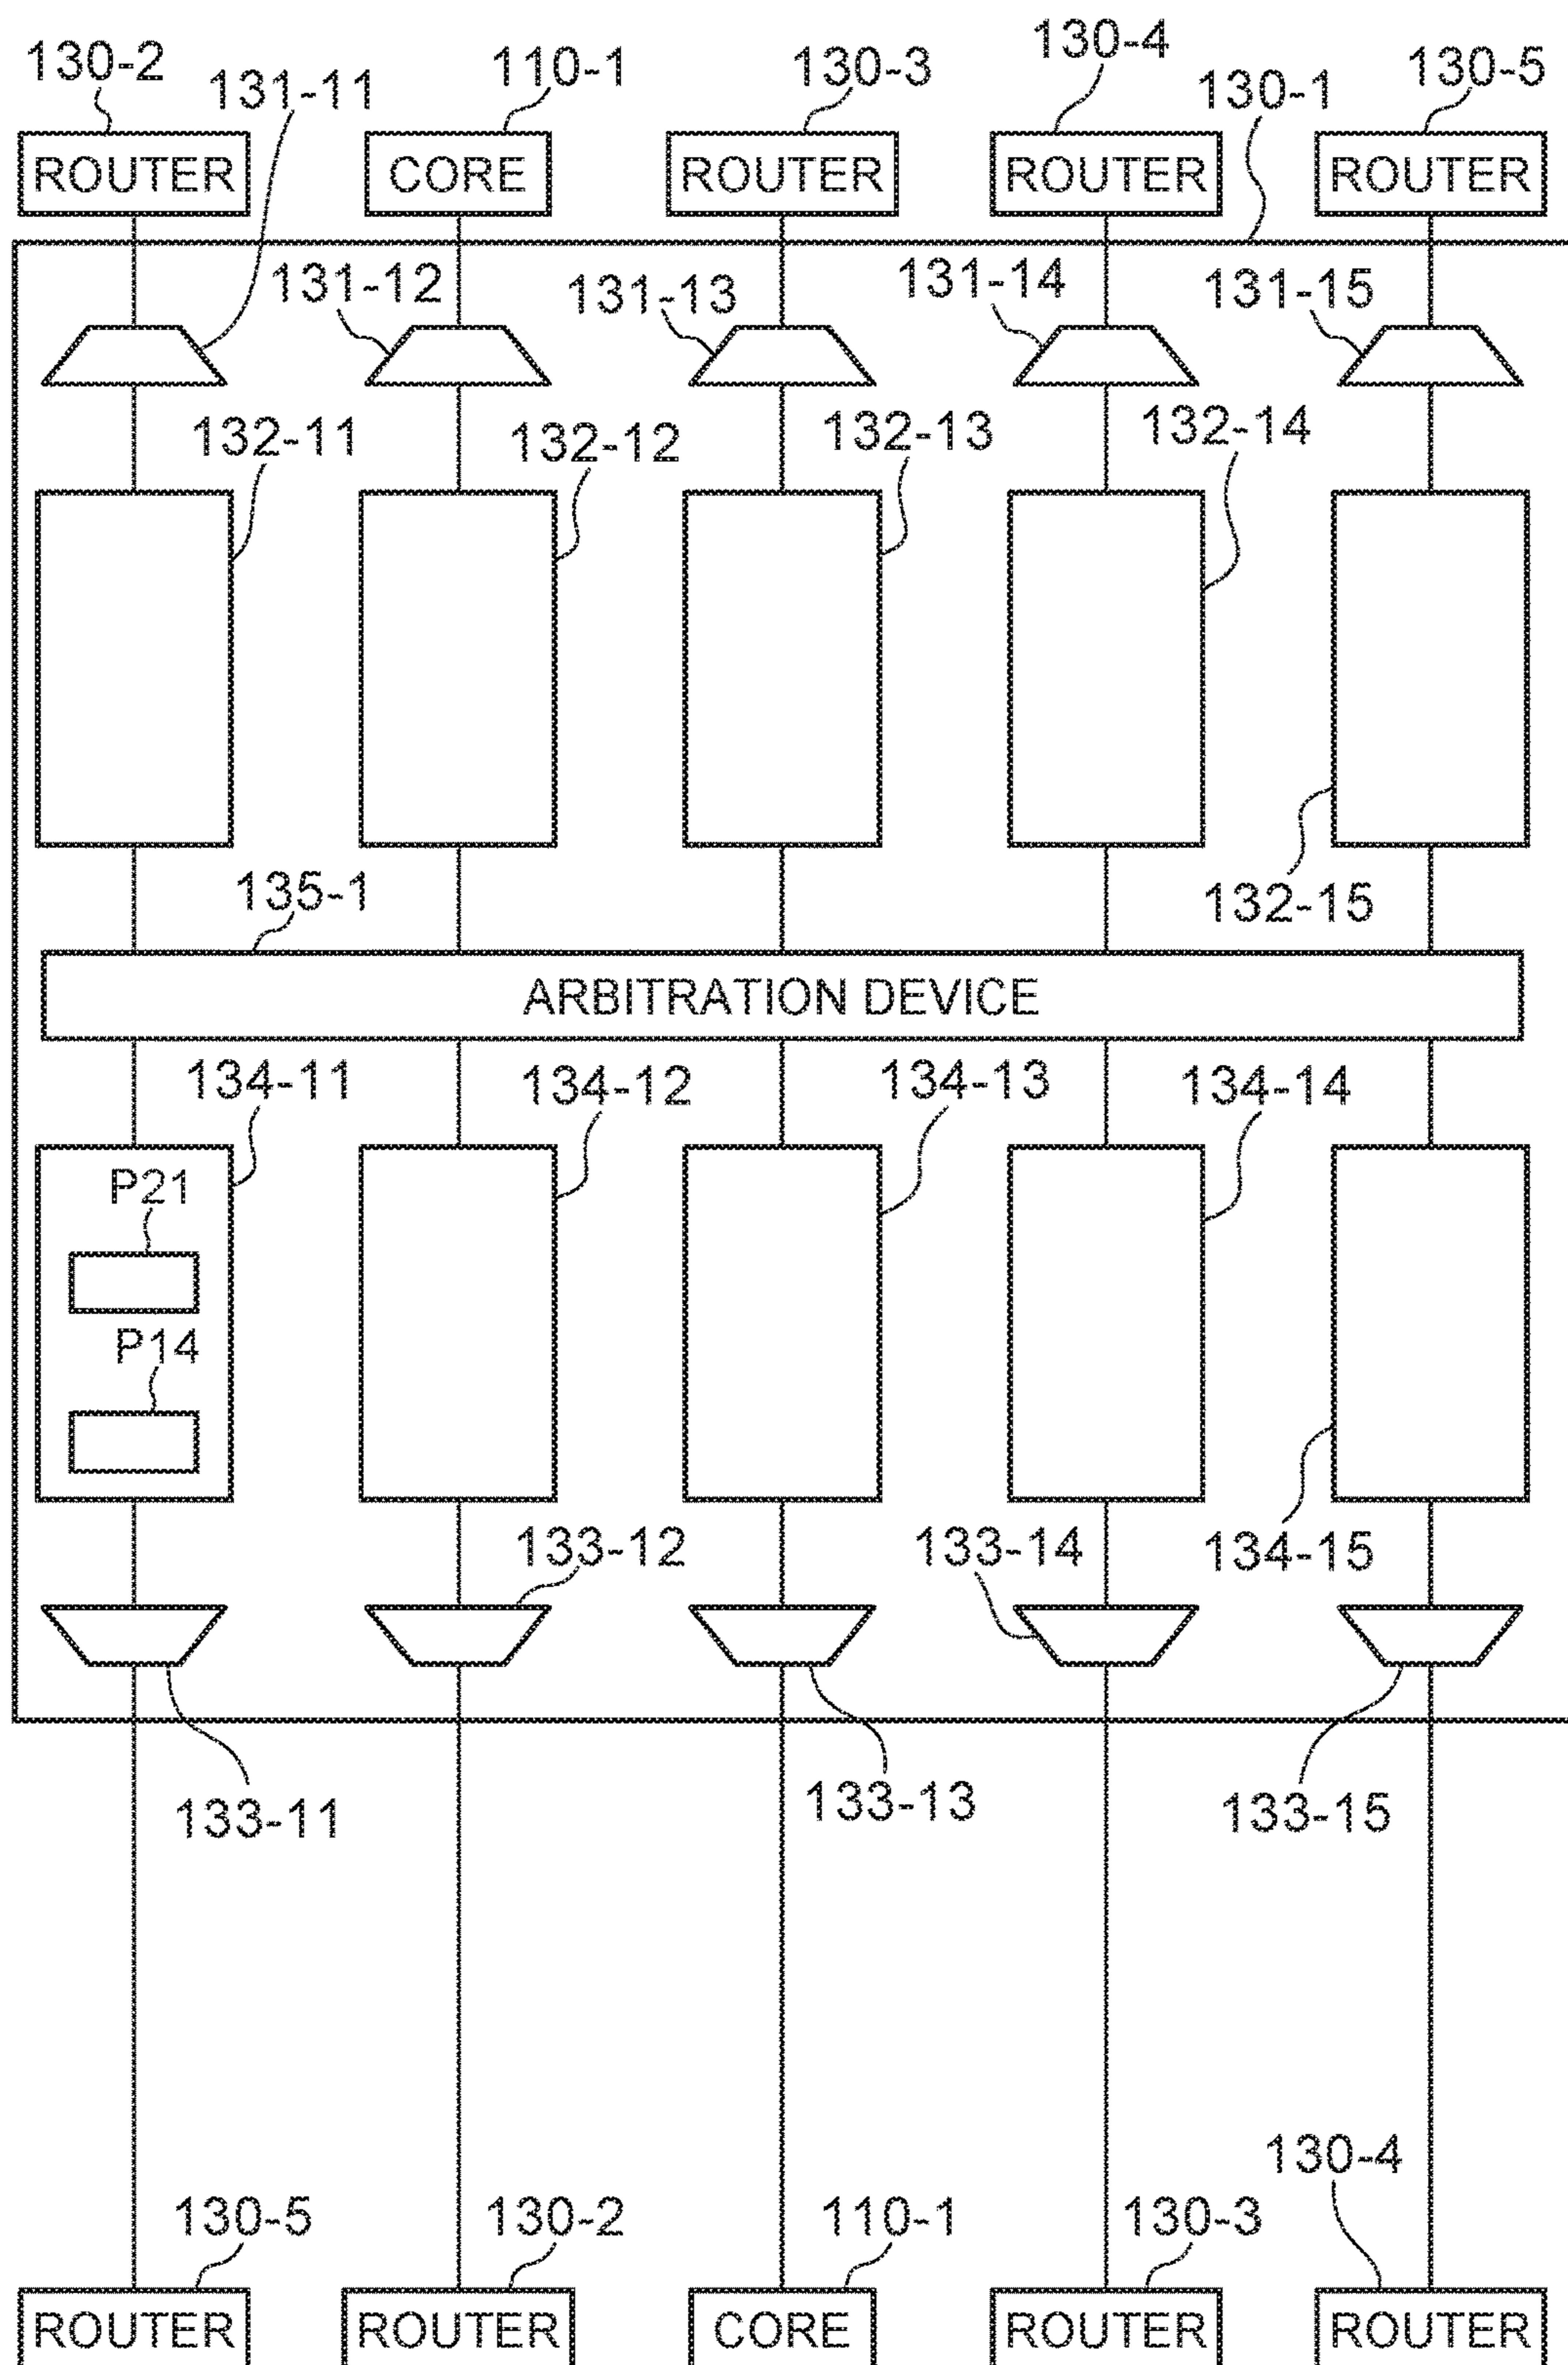 130-2 131-11 110-1 130-3 130-4 130-1 130-5
ROUTER CORE ROUTER ROUTER ROUTER
131-12 131-13 131-14 131-15
132-11 132-12 132-13 132-14
135-1 132-15
ARBITRATION DEVICE
134-11 134-12 134-13 134-14
P21
P14
133-12 133-14 134-15
133-11 133-13 133-15
130-4
130-5 130-2 110-1 130-3
ROUTER ROUTER CORE ROUTER ROUTER